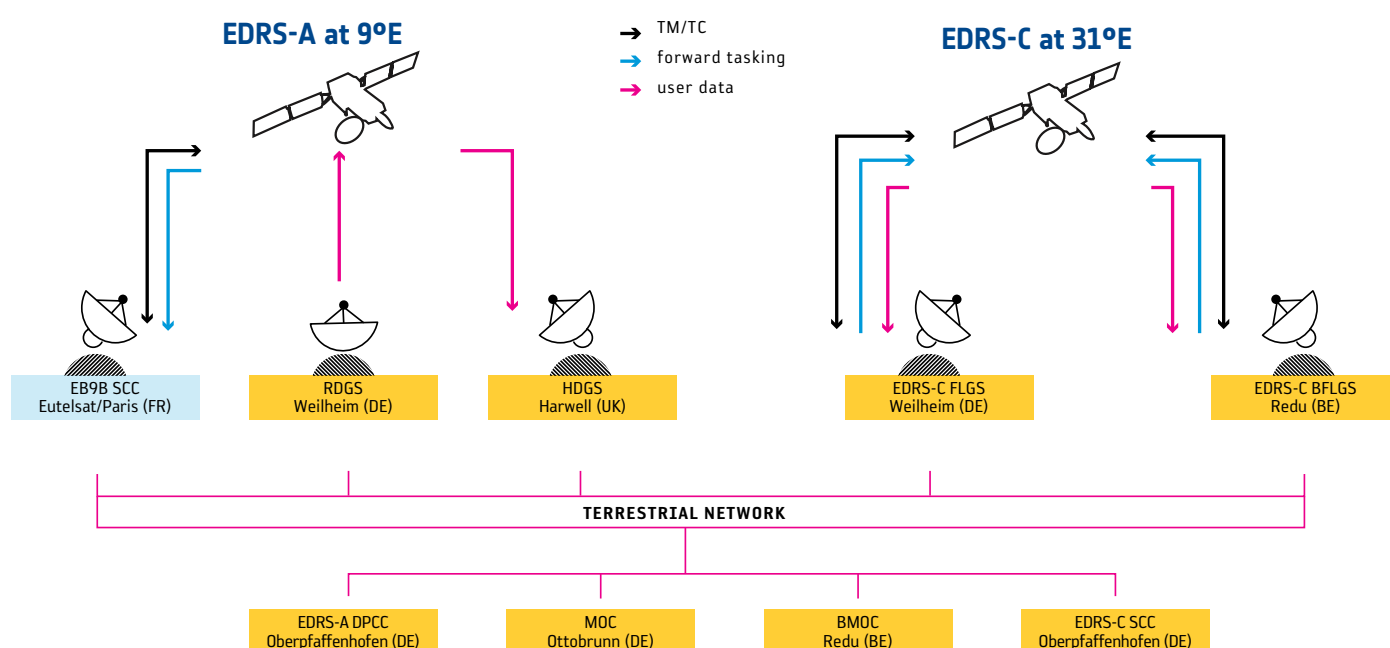 EDRS-A at 9ºE
TM/TC
forward tasking
user data
EDRS-C at 31ºE
EB9B SCC
Eutelsat/Paris (FR)
RDGS
Weilheim (DE)
HDGS
Harwell (UK)
EDRS-C FLGS
Weilheim (DE)
EDRS-C BFLGS
Redu (BE)
TERRESTRIAL NETWORK
EDRS-A DPCC
Oberpfaffenhofen (DE)
MOC
Ottobrunn (DE)
BMOC
Redu (BE)
EDRS-C SCC
Oberpfaffenhofen (DE)